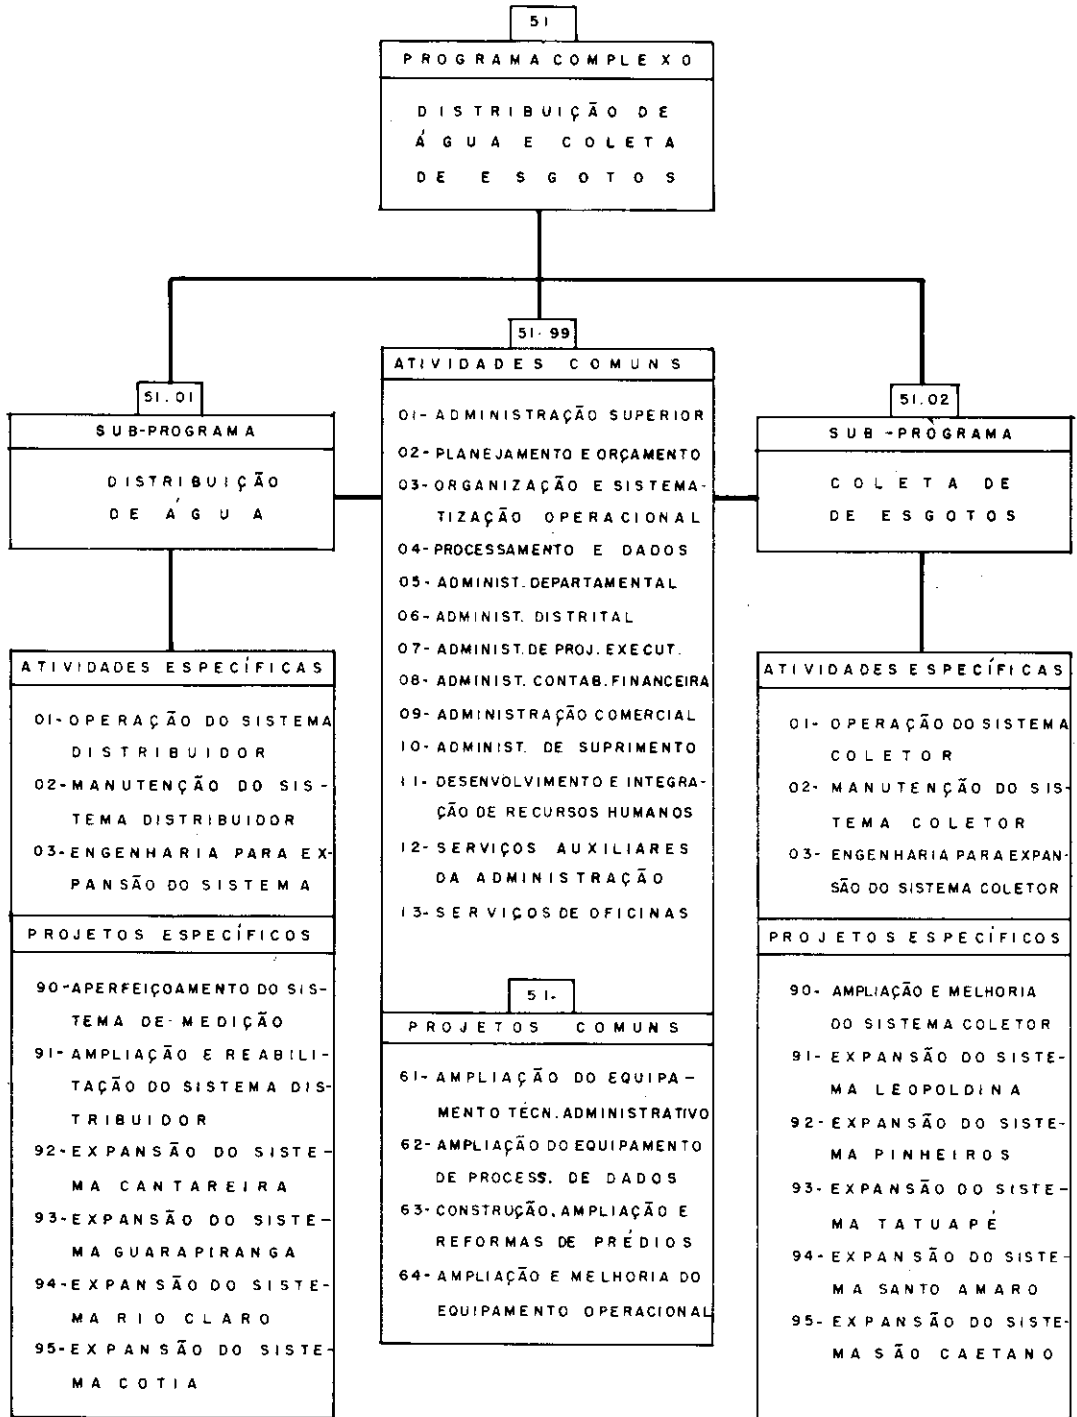 51
PROGRAMA COMPLEXO
DISTRIBUIÇÃO DE
ÁGUA E COLETA
DE ESGOTOS
51.01
SUB-PROGRAMA
DISTRIBUIÇÃO
DE ÁGUA
ATIVIDADES ESPECÍFICAS
01-OPERAÇÃO DO SISTEMA
DISTRIBUIDOR
02-MANUTENÇÃO DO SIS-
TEMA DISTRIBUIDOR
03-ENGENHARIA PARA EX-
PANSÃO DO SISTEMA
PROJETOS ESPECÍFICOS
90-APERFEIÇOAMENTO DO SIS-
TEMA DE MEDIÇÃO
91-AMPLIAÇÃO E REABILI-
TAÇÃO DO SISTEMA DIS-
TRIBUIDOR
92-EXPANSÃO DO SISTE-
MA CANTAREIRA
93-EXPANSÃO DO SISTE-
MA GUARAPIRANGA
94-EXPANSÃO DO SISTE-
MA RIO CLARO
95-EXPANSÃO DO SISTE-
MA COTIA
51-99
ATIVIDADES COMUNS
01-ADMINISTRAÇÃO SUPERIOR
02-PLANEJAMENTO E ORÇAMENTO
03-ORGANIZAÇÃO E SISTEMA-
TIZAÇÃO OPERACIONAL
04-PROCESSAMENTO E DADOS
05-ADMINIST. DEPARTAMENTAL
06-ADMINIST. DISTRITAL
07-ADMINIST. DE PROJ. EXECUT.
08-ADMINIST. CONTAB. FINANCEIRA
09-ADMINISTRAÇÃO COMERCIAL
10-ADMINIST. DE SUPRIMENTO
11-DESENVOLVIMENTO E INTEGRA-
ÇÃO DE RECURSOS HUMANOS
12-SERVIÇOS AUXILIARES
DA ADMINISTRAÇÃO
13-SERVIÇOS DE OFICINAS
51-
PROJETOS COMUNS
61-AMPLIAÇÃO DO EQUIPA-
MENTO TÉCN. ADMINISTRATIVO
62-AMPLIAÇÃO DO EQUIPAMENTO
DE PROCESS. DE DADOS
63-CONSTRUÇÃO, AMPLIAÇÃO E
REFORMAS DE PRÉDIOS
64-AMPLIAÇÃO E MELHORIA DO
EQUIPAMENTO OPERACIONAL
51.02
SUB-PROGRAMA
COLETA DE
DE ESGOTOS
ATIVIDADES ESPECÍFICAS
01-OPERAÇÃO DO SISTEMA
COLETOR
02-MANUTENÇÃO DO SIS-
TEMA COLETOR
03-ENGENHARIA PARA EXPAN-
SÃO DO SISTEMA COLETOR
PROJETOS ESPECÍFICOS
90-AMPLIAÇÃO E MELHORIA
DO SISTEMA COLETOR
91-EXPANSÃO DO SISTE-
MA LEOPOLDINA
92-EXPANSÃO DO SISTE-
MA PINHEIROS
93-EXPANSÃO DO SISTE-
MA TATUAPÉ
94-EXPANSÃO DO SISTE-
MA SANTO AMARO
95-EXPANSÃO DO SISTE-
MA SÃO CAETANO